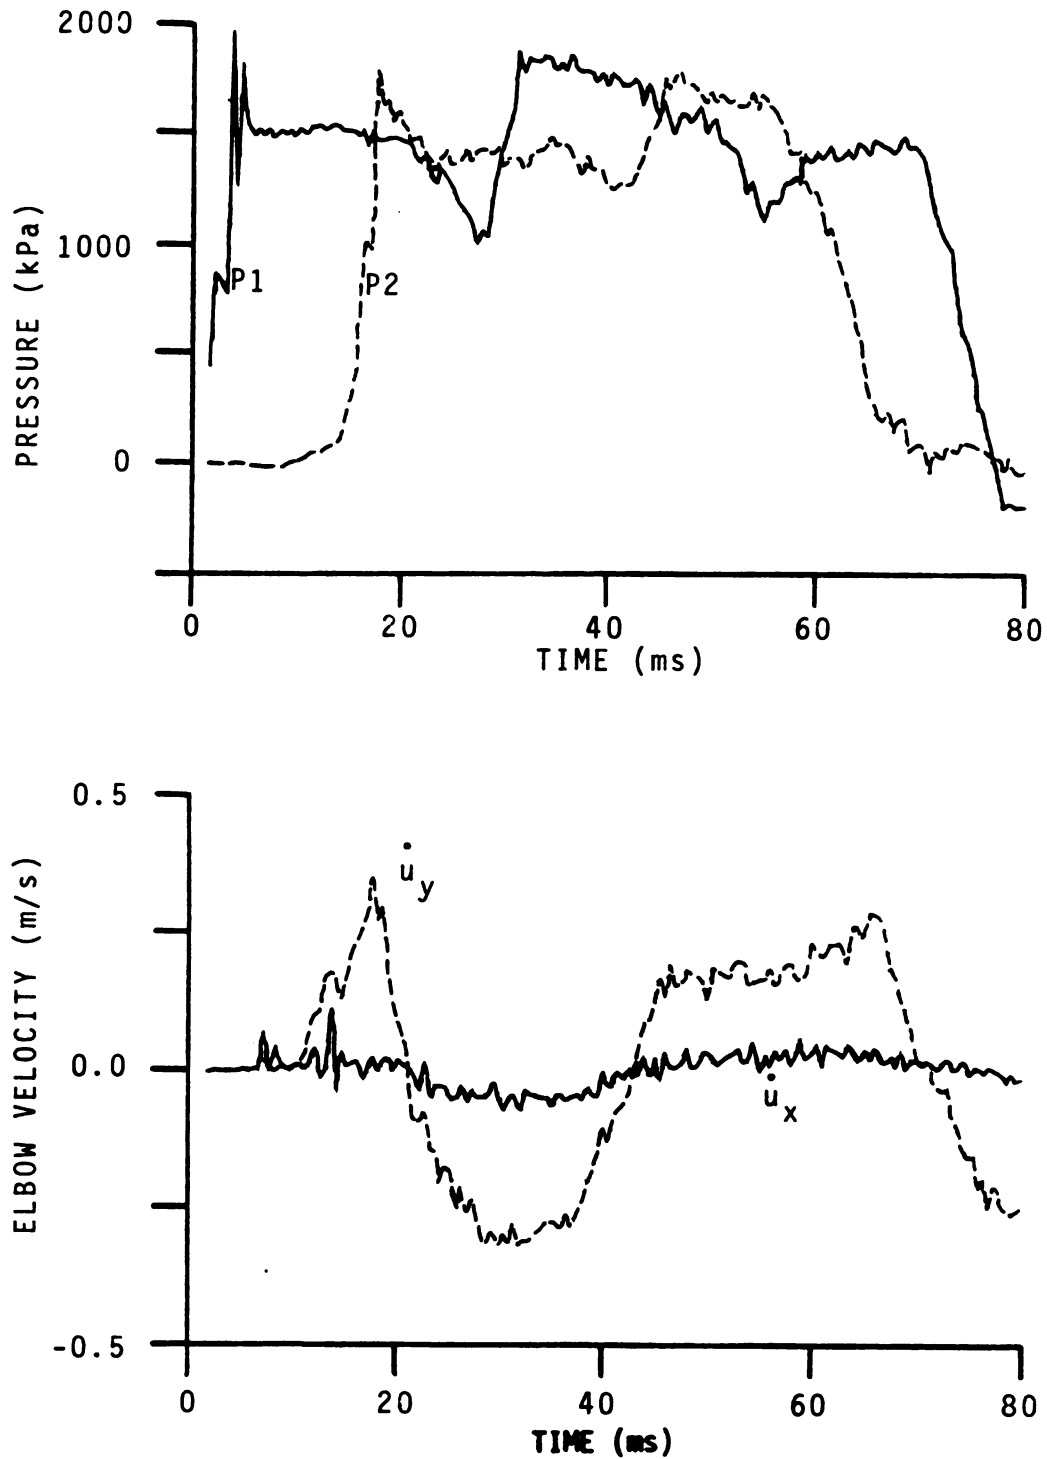 2000
1000
0
PRESSURE (kPa)
P1
P2
0 20 40 60 80
TIME (ms)
0.5
0.0
-0.5
ELBOW VELOCITY (m/s)
u̇y
u̇x
0 20 40 60 80
TIME (ms)